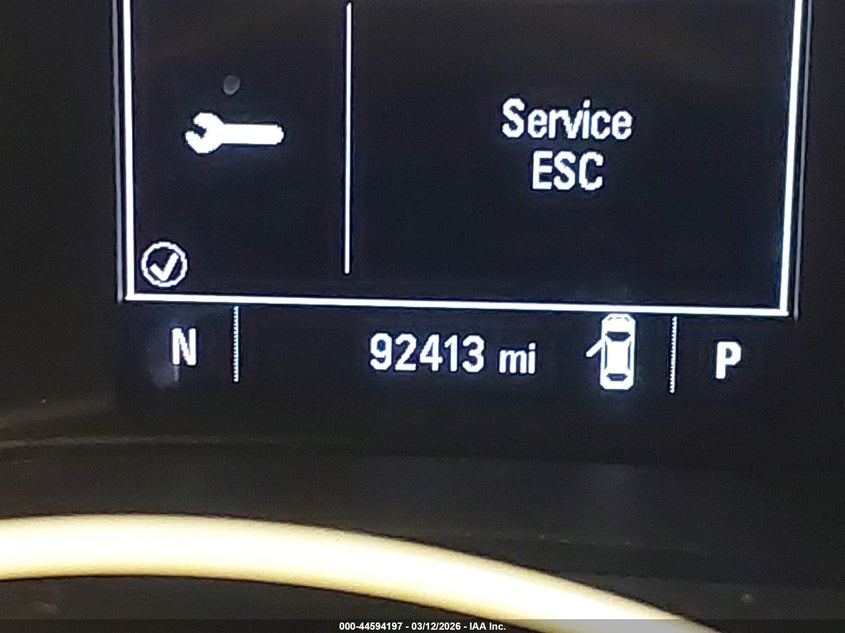 Service
ESC
N 92413 mi P
000-44594197 - 03/12/2026 - IAA Inc.